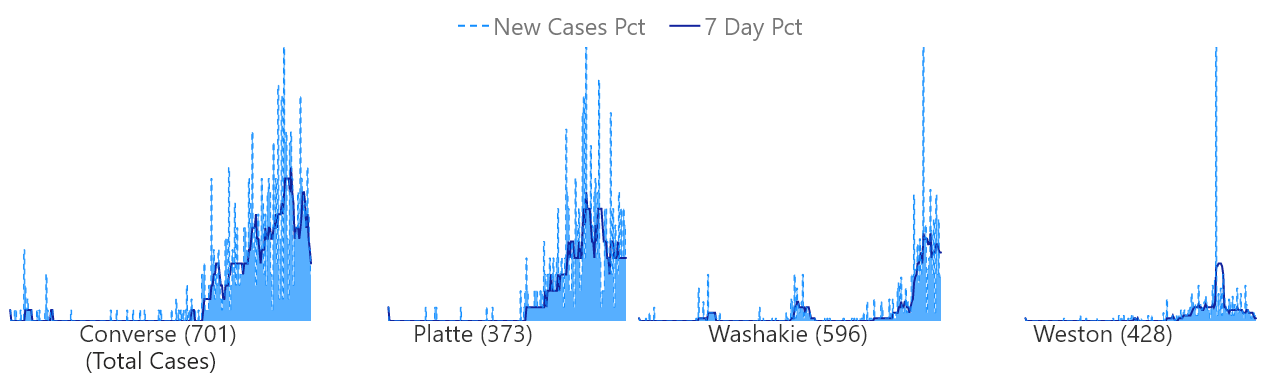 New Cases Pct 7 Day Pct
Converse (701) Platte (373) Washakie (596) Weston (428)
(Total Cases)